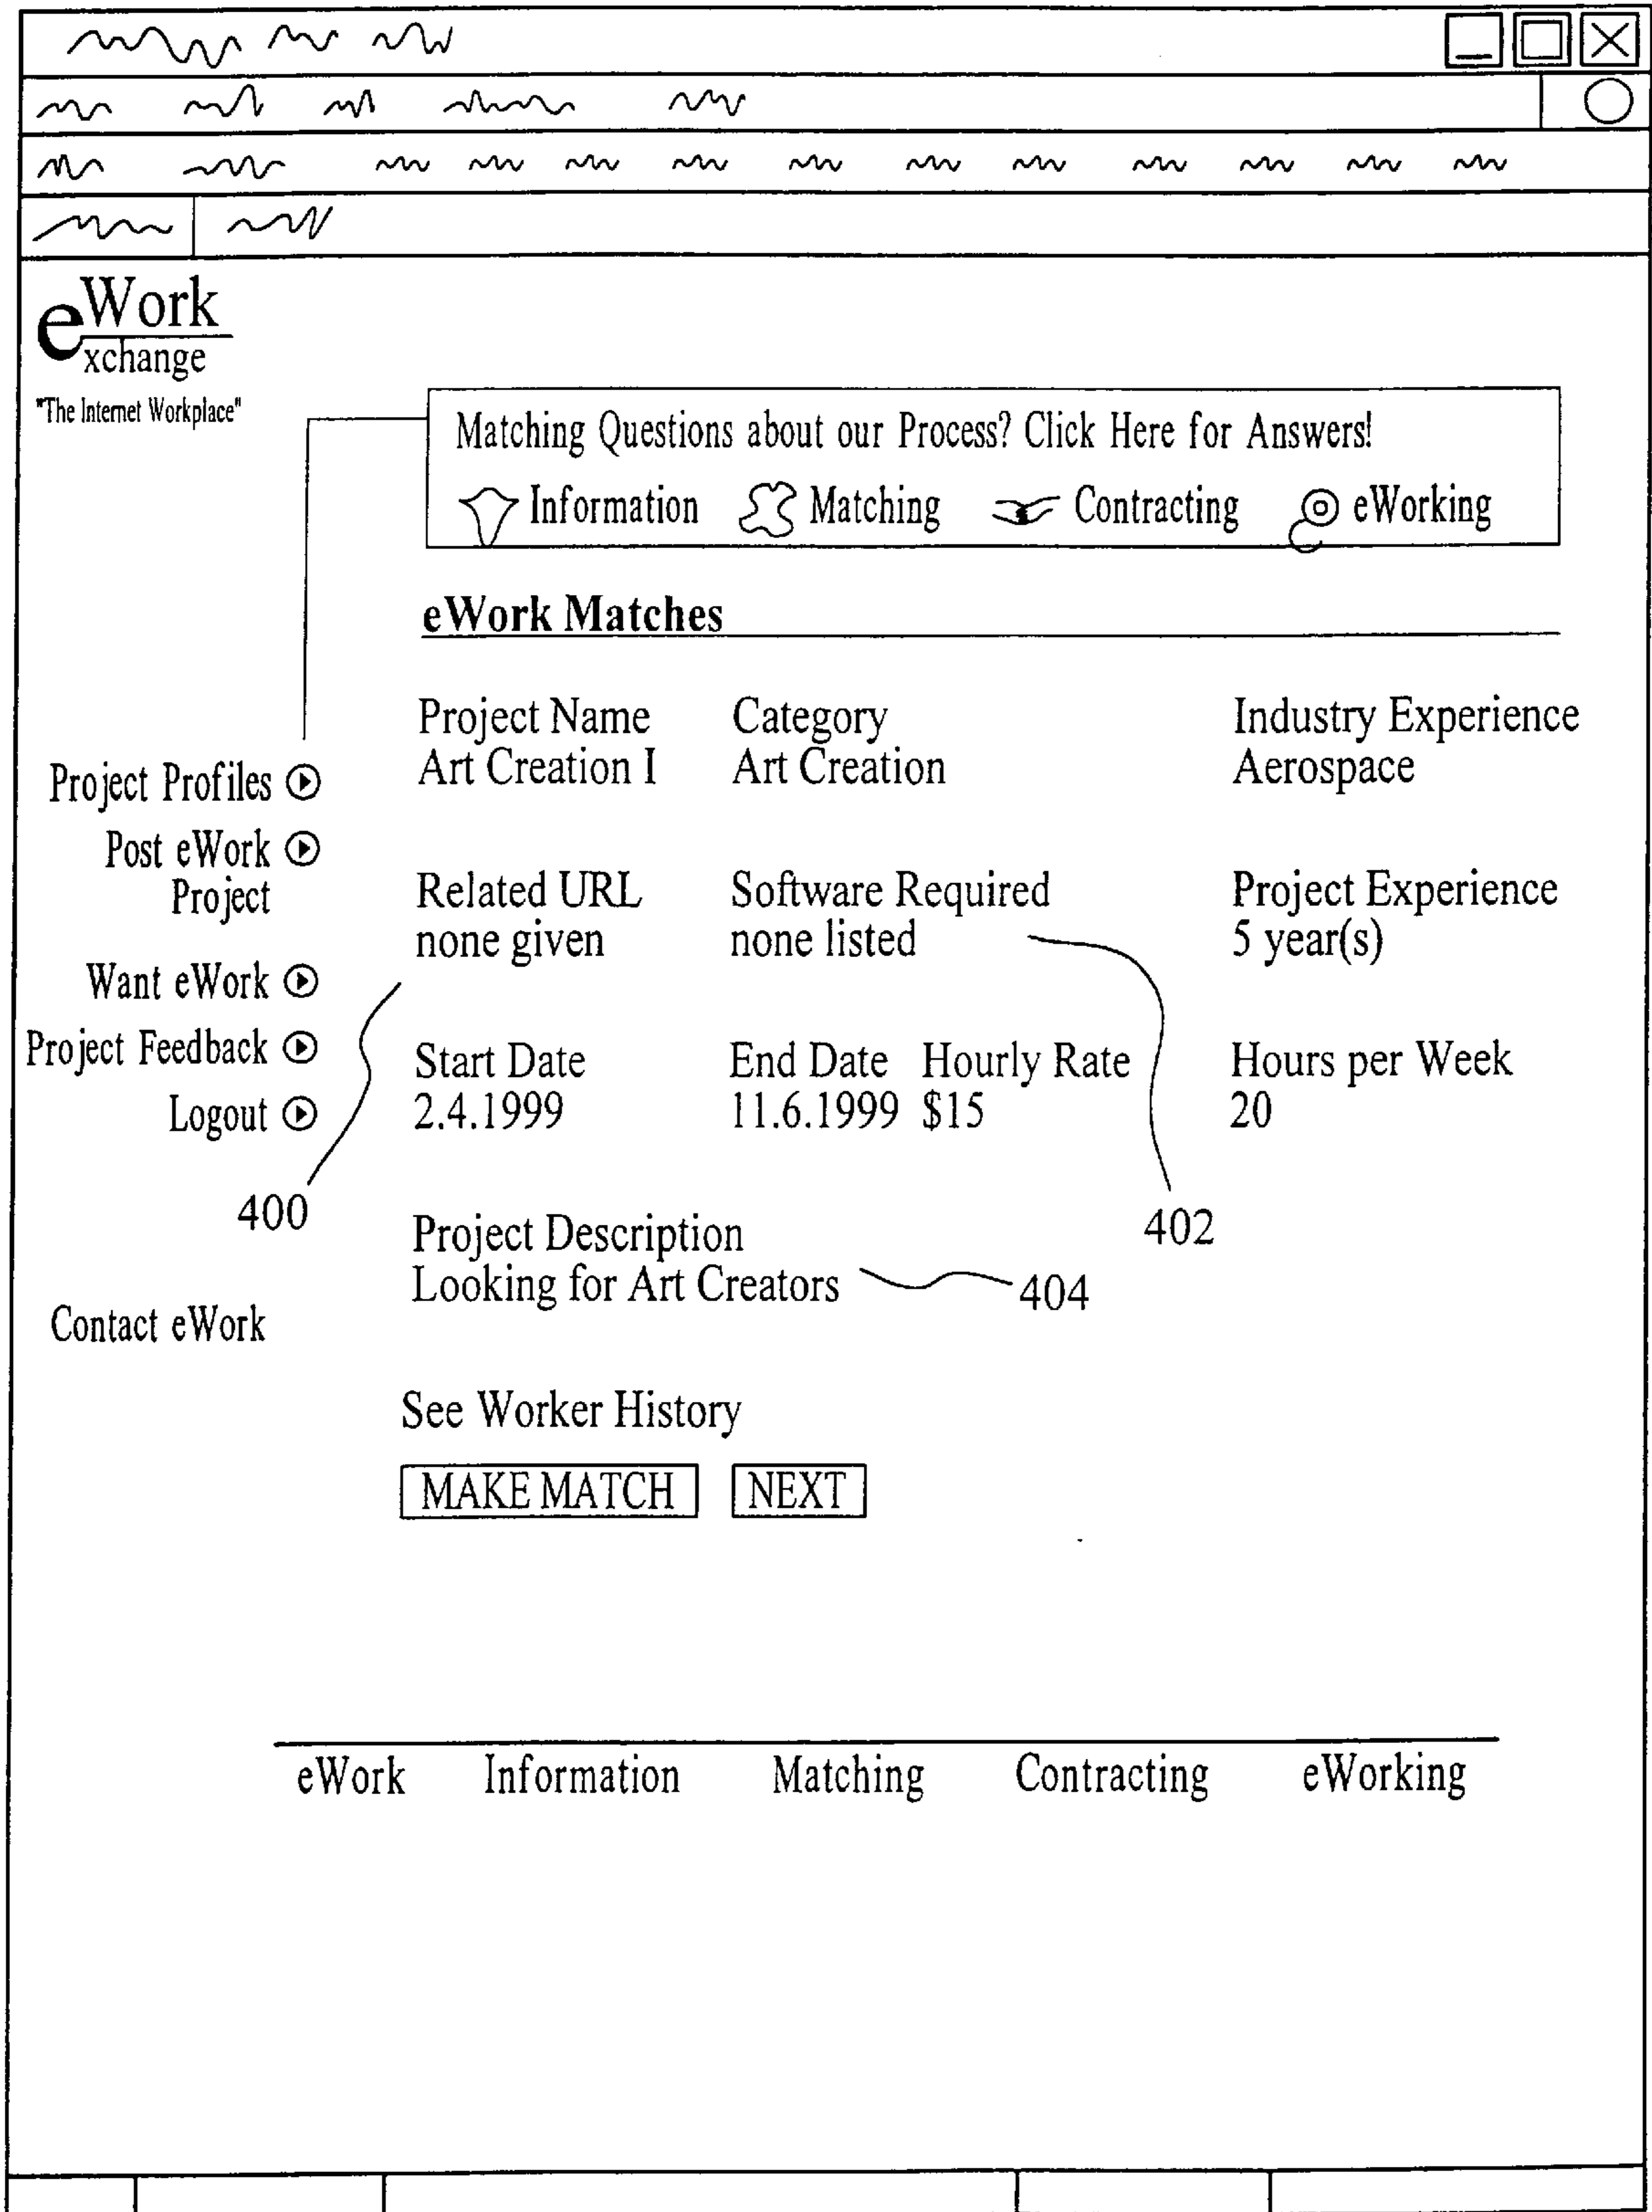 eWork
xchange
"The Internet Workplace"
Matching Questions about our Process? Click Here for Answers!
Information Matching Contracting eWorking
eWork Matches
Project Name Category Industry Experience
Art Creation I Art Creation Aerospace
Project Profiles
Post eWork
Project
Want eWork
Project Feedback
Logout
Related URL Software Required Project Experience
none given none listed 5 year(s)
Start Date End Date Hourly Rate Hours per Week
2.4.1999 11.6.1999 $15 20
400
402
Project Description
Looking for Art Creators
404
Contact eWork
See Worker History
MAKE MATCH NEXT
eWork Information Matching Contracting eWorking